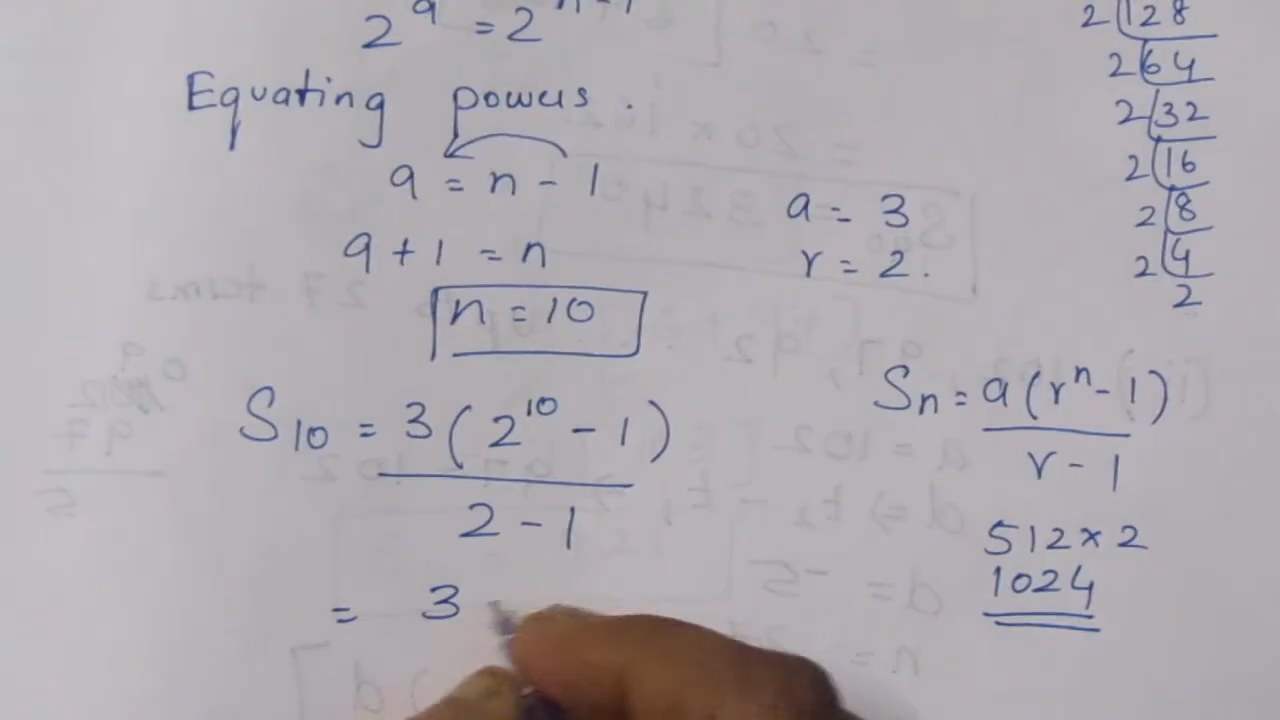 2^9 = 2^n-1
Equating powers.
9 = n - 1
9 + 1 = n
n = 10
S10 = 3(2^10 - 1)
2 - 1
= 3
a = 3
r = 2.
2 128
2 64
2 32
2 16
2 8
2 4
2
Sn = a(r^n - 1)
r - 1
512 x 2
1024